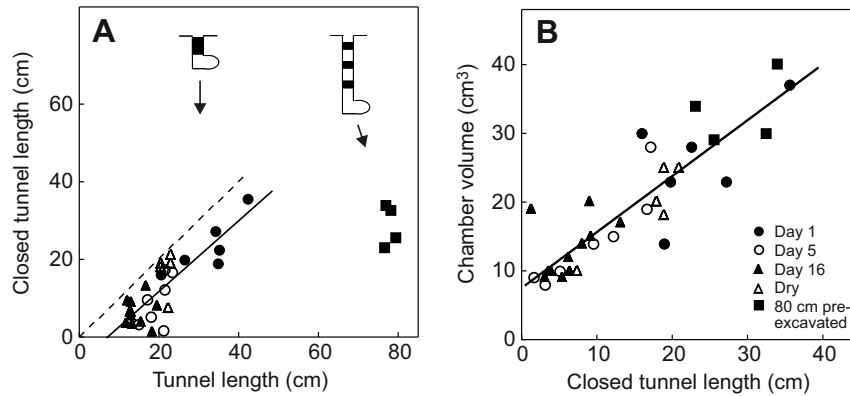 A
Closed tunnel length (cm)
60
40
20
0
0
20
40
60
80
Tunnel length (cm)
B
Chamber volume (cm³)
40
30
20
10
0
0
10
20
30
40
Closed tunnel length (cm)
Day 1
Day 5
Day 16
Dry
80 cm pre-
excavated